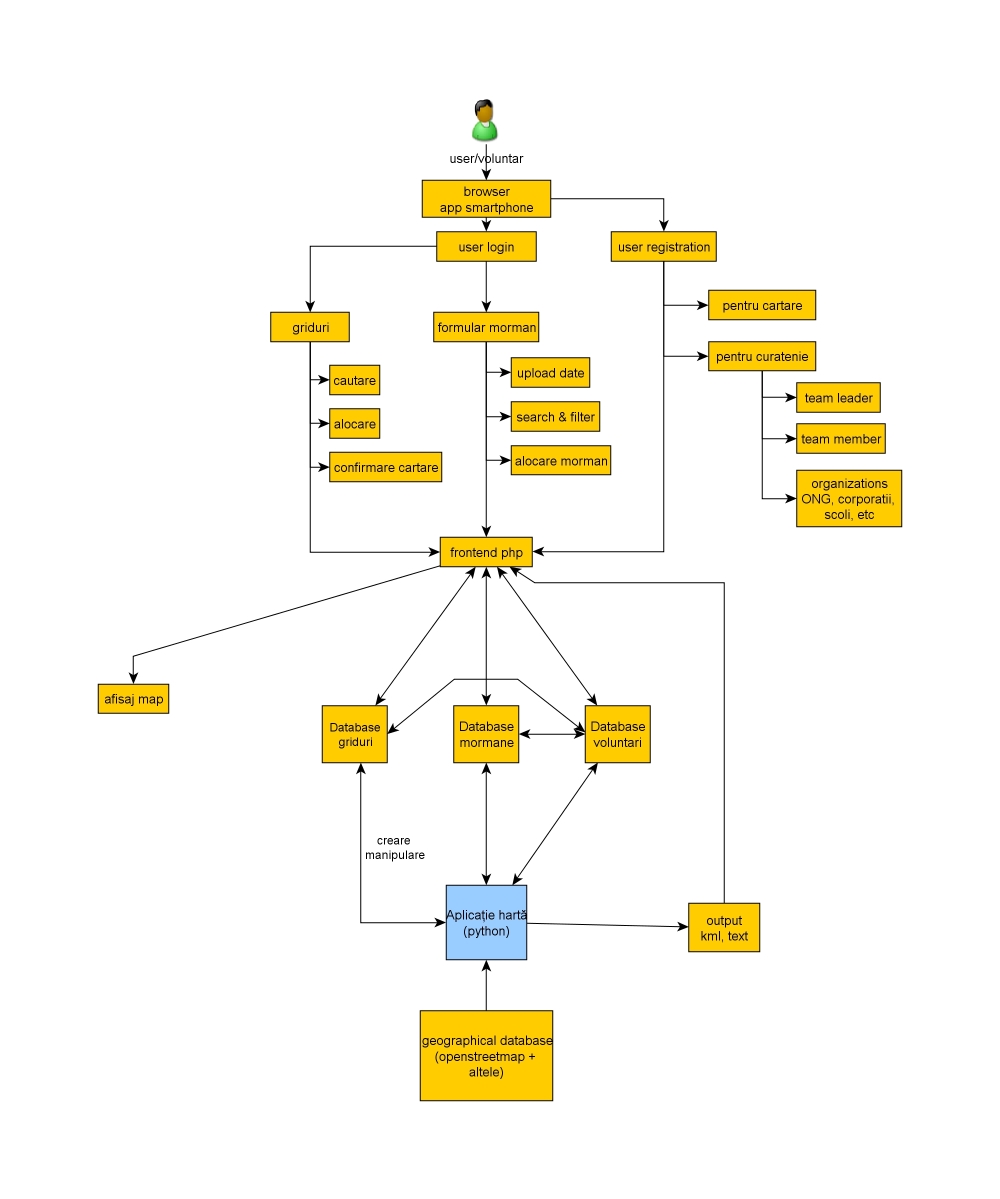 user/voluntar
browser
app smartphone
user login
user registration
pentru cartare
griduri
formular morman
pentru curatenie
cautare
upload date
team leader
alocare
search & filter
team member
confirmare cartare
alocare morman
organizations
ONG, corporatii,
scoli, etc
frontend php
afisaj map
Database
griduri
Database
mormane
Database
voluntari
creare
manipulare
Aplicație hartă
(python)
output
kml, text
geographical database
(openstreetmap +
altele)